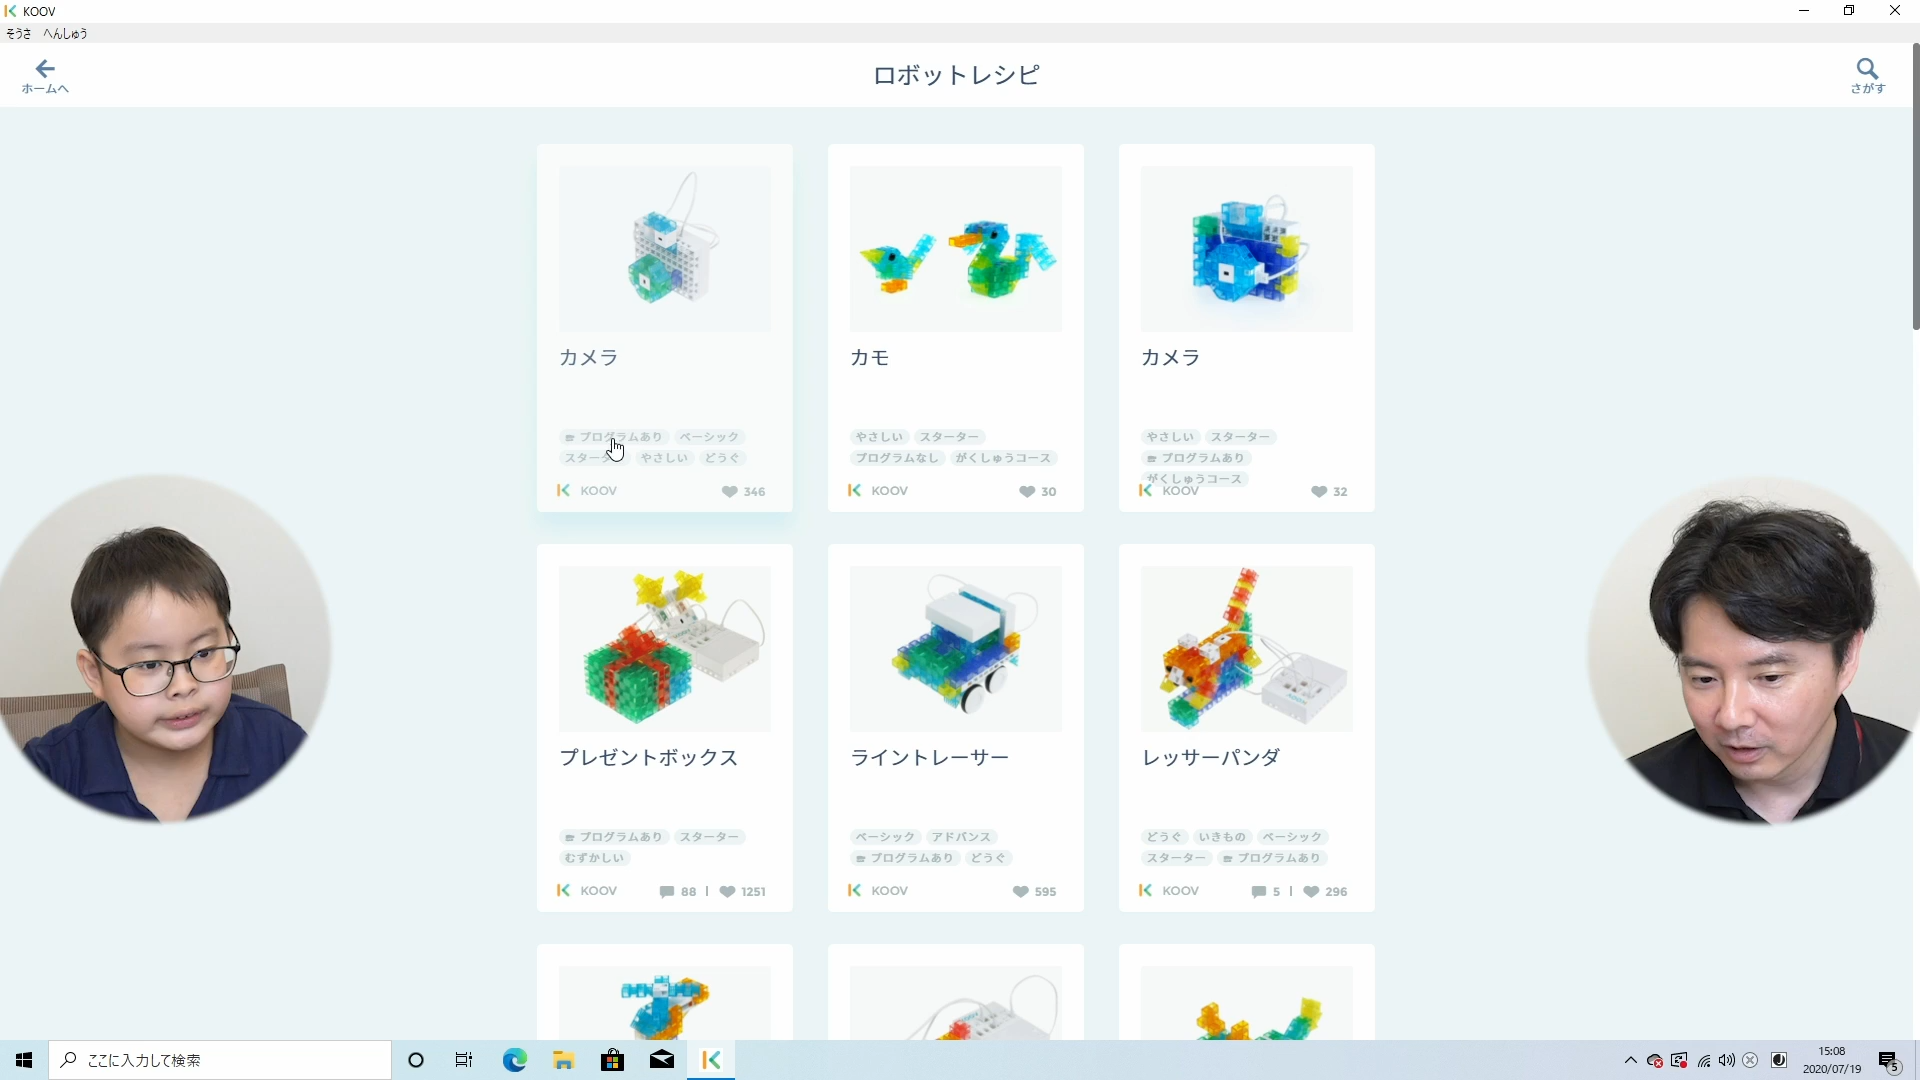 KOOV
そうさ へんしゅう
ホームへ
ロボットレシピ
さがす
カメラ
プログラムあり ベーシック
スター やさしい どうぐ
KOOV 346
カモ
やさしい スターター
プログラムなし がくしゅうコース
KOOV 30
カメラ
やさしい スターター
プログラムあり
がくしゅうコース
KOOV 32
プレゼントボックス
プログラムあり スターター
むずかしい
KOOV 88 | 1251
ライントレーサー
ベーシック アドバンス
プログラムあり どうぐ
KOOV 595
レッサーパンダ
どうぐ いきもの ベーシック
スターター プログラムあり
KOOV 5 | 296
ここに入力して検索
15:08
2020/07/19
5